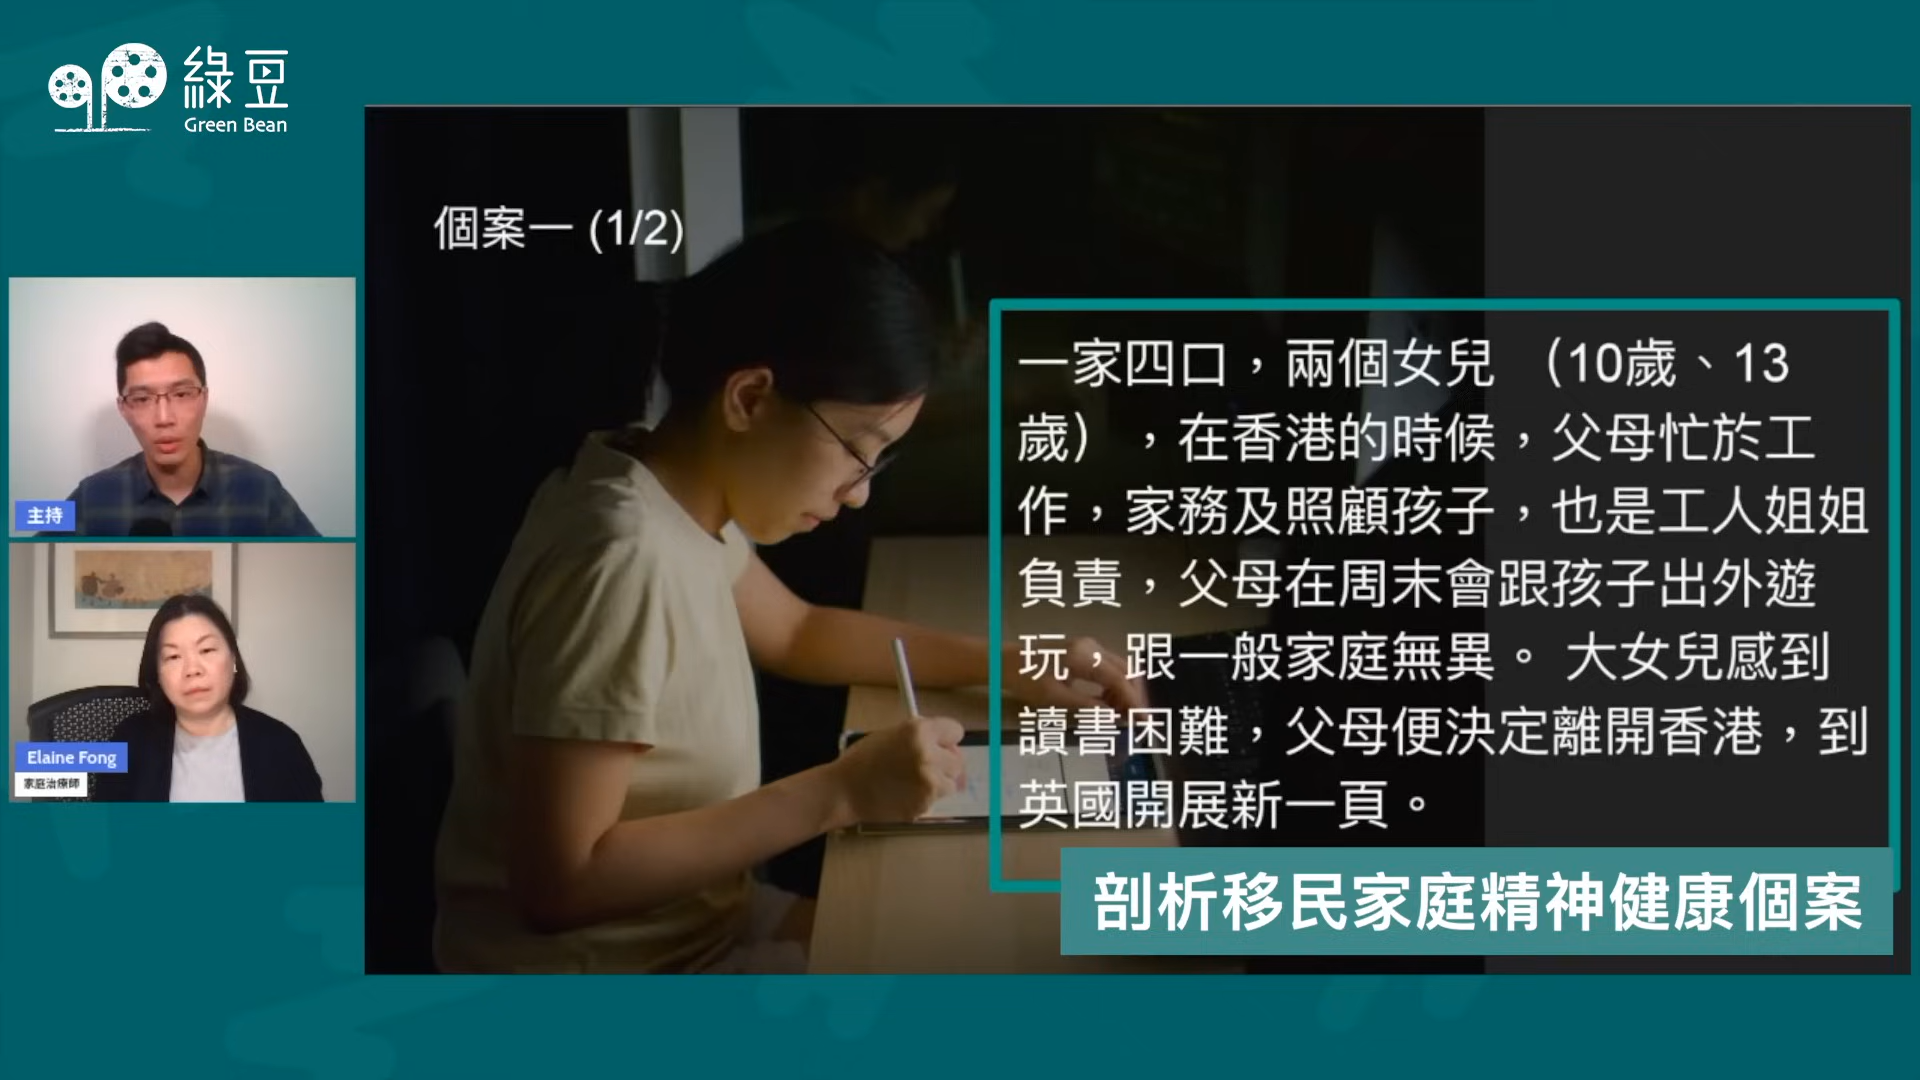 綠豆
Green Bean
個案一 (1/2)
一家四口，兩個女兒 （10歲、13
歲），在香港的時候，父母忙於工
作，家務及照顧孩子，也是工人姐姐
負責，父母在周末會跟孩子出外遊
玩，跟一般家庭無異。 大女兒感到
讀書困難，父母便決定離開香港，到
英國開展新一頁。
剖析移民家庭精神健康個案
主持
Elaine Fong
家庭治療師